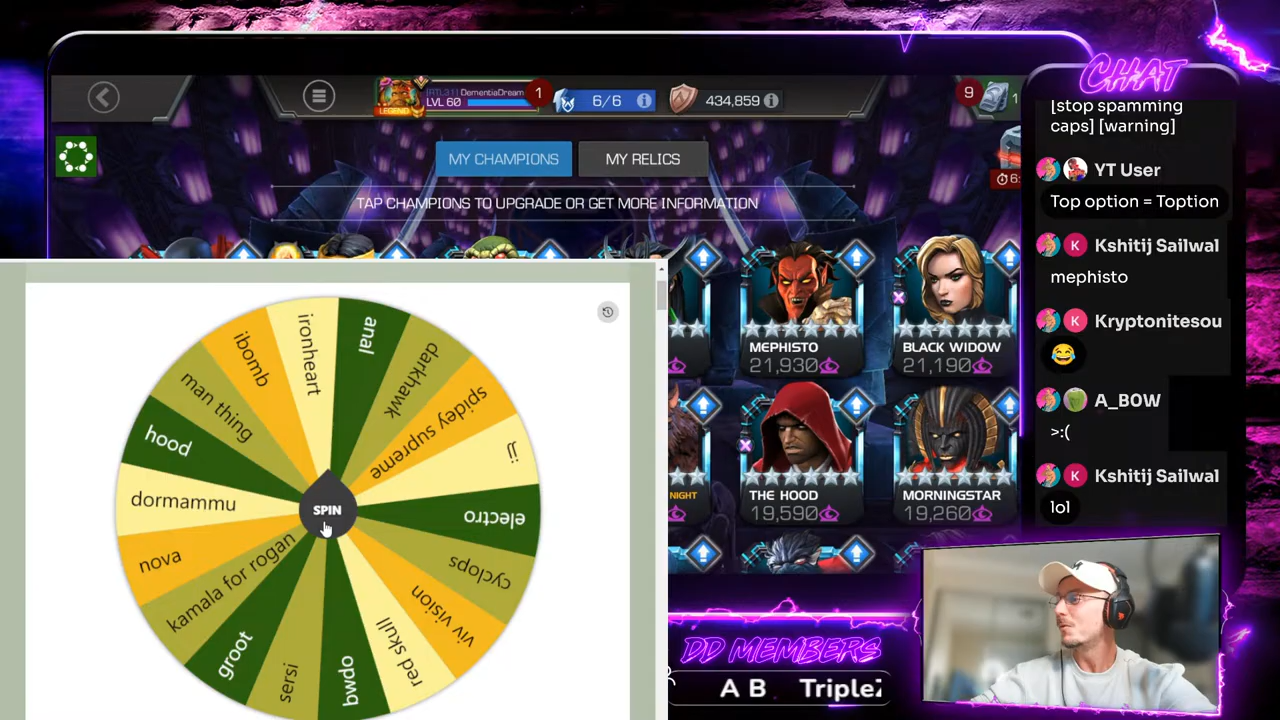 CHAT
[stop spamming
caps] [warning]
YT User
Top option = Toption
Kshitij Sailwal
mephisto
Kryptonitesou
A_B0W
>:(
Kshitij Sailwal
lol
DementiaDream
1
LEGEND
LVL 60
6/6
434,859
9
1
MY CHAMPIONS
MY RELICS
TAP CHAMPIONS TO UPGRADE OR GET MORE INFORMATION
MEPHISTO
21,930
BLACK WIDOW
21,190
NIGHT
THE HOOD
19,590
MORNINGSTAR
19,260
SPIN
ironheart
anal
darkhawk
spidey supreme
jj
electro
cyclops
viv vision
red skull
bwdo
sersi
groot
kamala for rogan
nova
dormammu
hood
man thing
ibomb
DD MEMBERS
A B